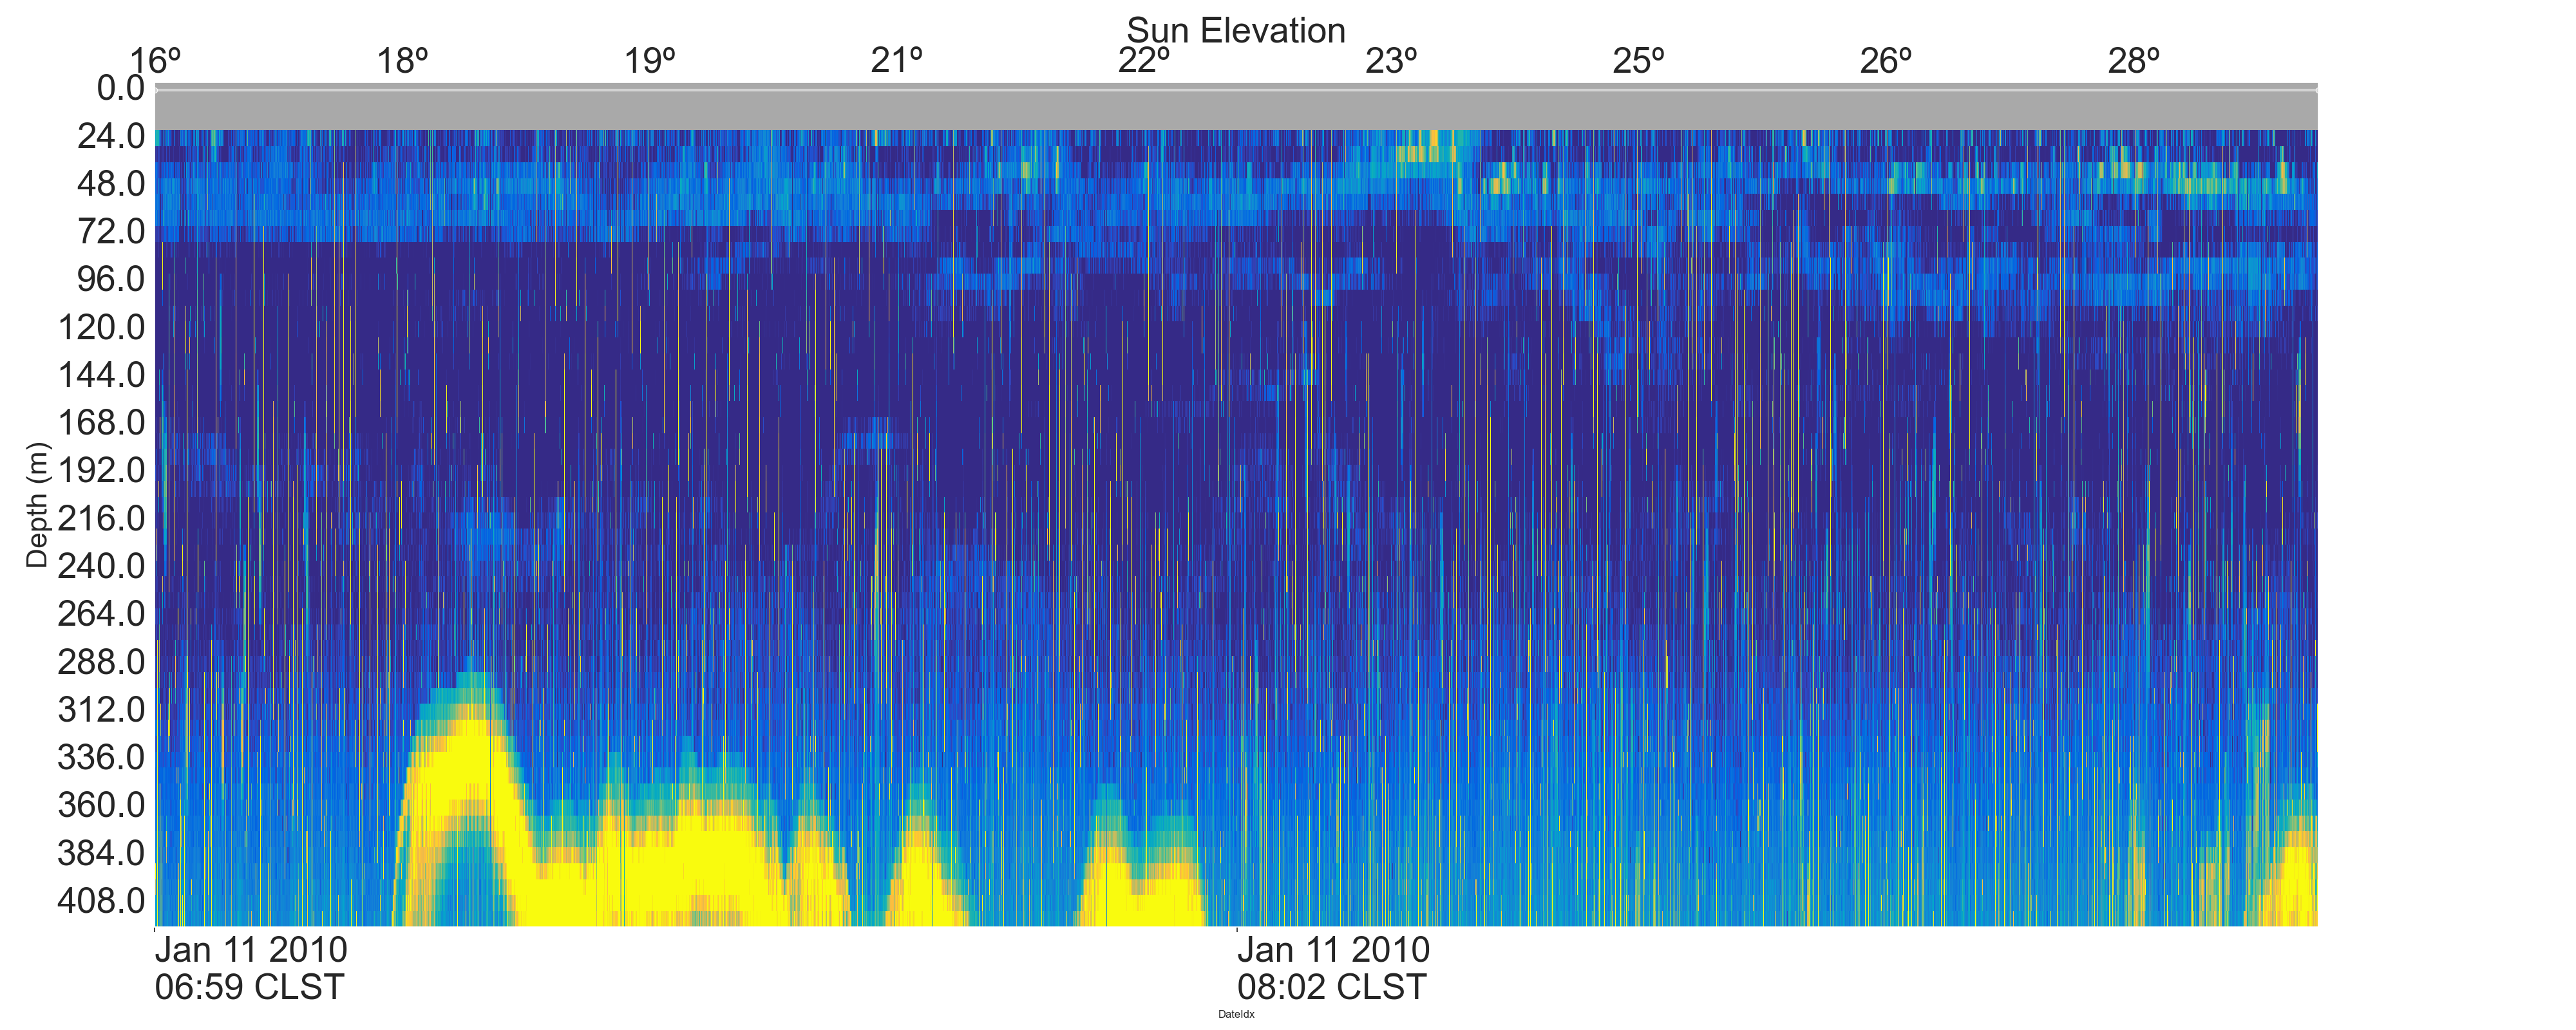 Sun Elevation
16º 18º 19º 21º 22º 23º 25º 26º 28º
0.0
24.0
48.0
72.0
96.0
120.0
144.0
168.0
192.0
216.0
240.0
264.0
288.0
312.0
336.0
360.0
384.0
408.0
Depth (m)
Jan 11 2010
06:59 CLST
Jan 11 2010
08:02 CLST
DateIdx